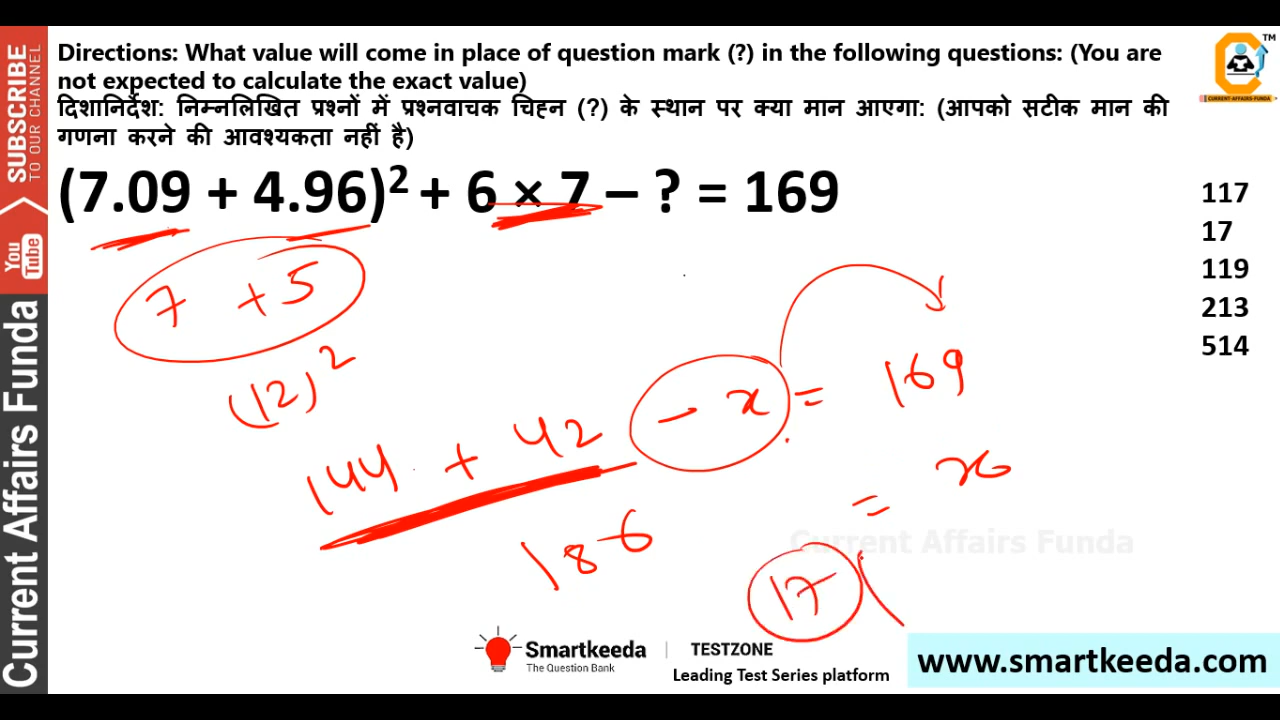 SUBSCRIBE
TO OUR CHANNEL
You
Tube
Current Affairs Funda
Directions: What value will come in place of question mark (?) in the following questions: (You are
not expected to calculate the exact value)
दिशानिर्देश: निम्नलिखित प्रश्नों में प्रश्नवाचक चिह्न (?) के स्थान पर क्या मान आएगा: (आपको सटीक मान की
गणना करने की आवश्यकता नहीं है)
TM
CURRENT-AFFAIRS-FUNDA
(7.09 + 4.96)² + 6 × 7 – ? = 169
117
17
119
213
514
7 + 5
(12)²
144 + 42 - x = 169
186
= x
17
Current Affairs Funda
Smartkeeda
The Question Bank
TESTZONE
Leading Test Series platform
www.smartkeeda.com